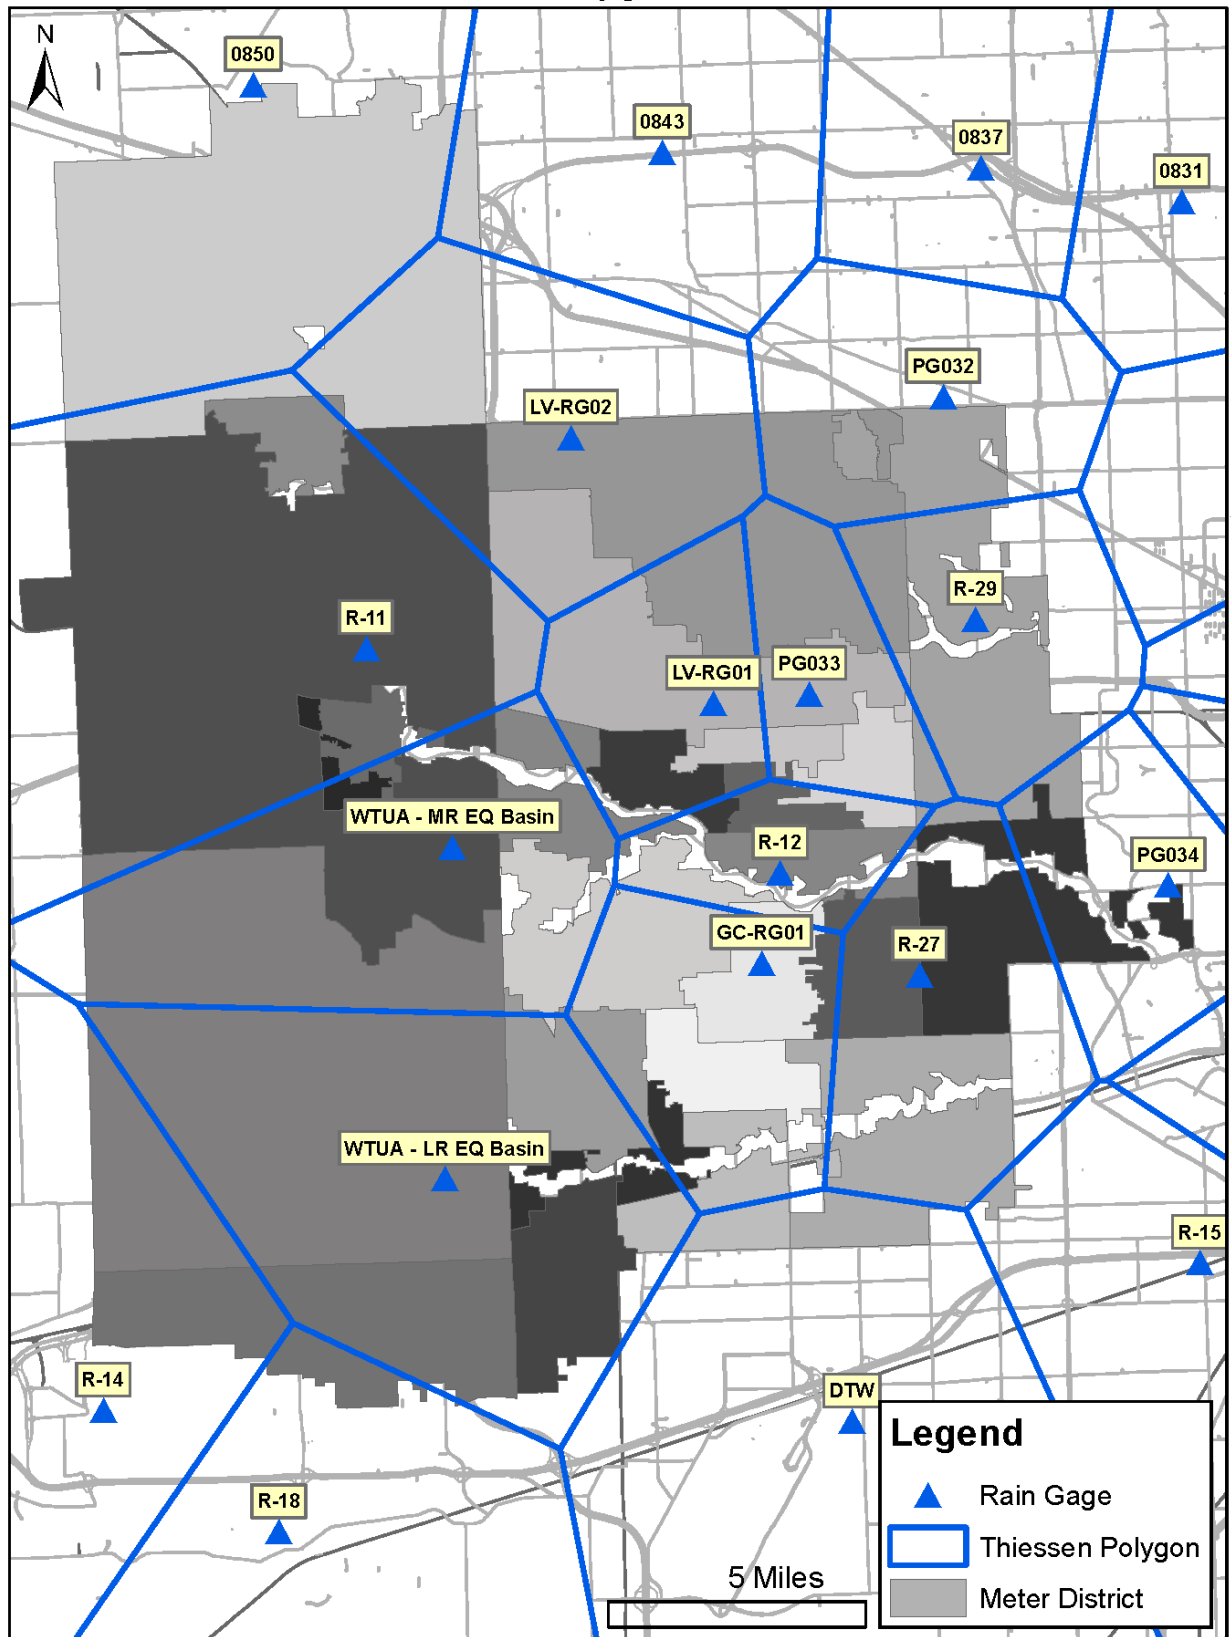 N
0850
0843
0837
0831
PG032
LV-RG02
R-29
R-11
PG033
LV-RG01
WTUA - MR EQ Basin
R-12
PG034
GC-RG01
R-27
WTUA - LR EQ Basin
R-15
R-14
DTW
R-18
5 Miles
Legend
Rain Gage
Thiessen Polygon
Meter District